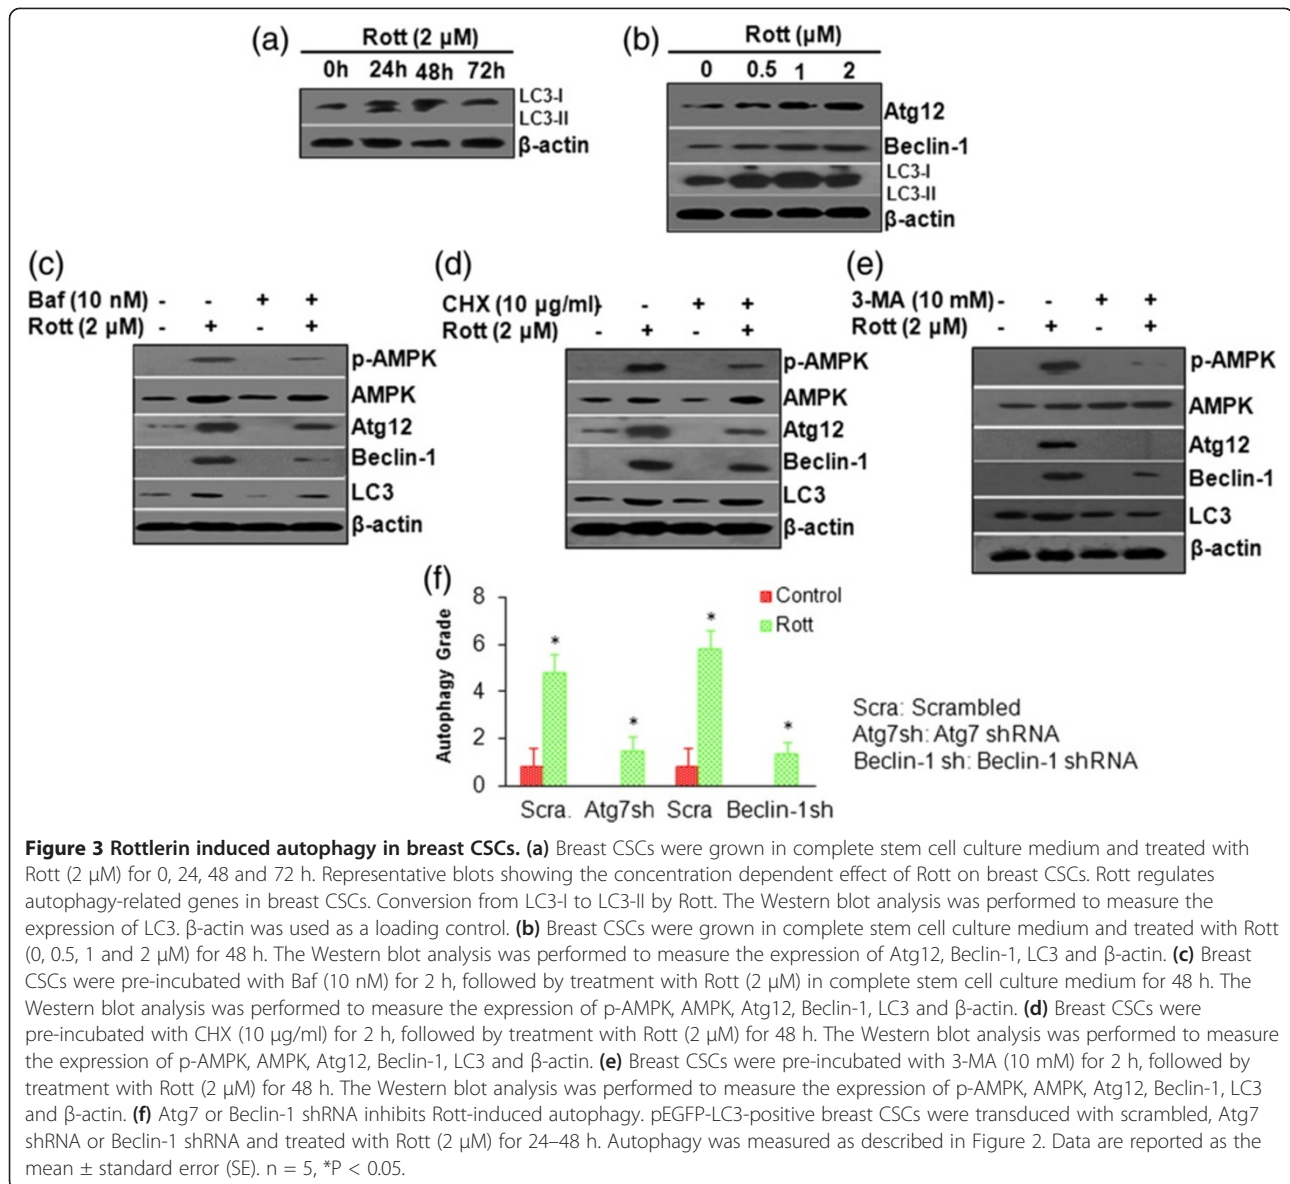 (a)
Rott (2 µM)
0h 24h 48h 72h
LC3-I
LC3-II
β-actin
(b)
Rott (µM)
0 0.5 1 2
Atg12
Beclin-1
LC3-I
LC3-II
β-actin
(c)
Baf (10 nM) - - + +
Rott (2 µM) - + - +
p-AMPK
AMPK
Atg12
Beclin-1
LC3
β-actin
(d)
CHX (10 µg/ml) - - + +
Rott (2 µM) - + - +
p-AMPK
AMPK
Atg12
Beclin-1
LC3
β-actin
(e)
3-MA (10 mM) - - + +
Rott (2 µM) - + - +
p-AMPK
AMPK
Atg12
Beclin-1
LC3
β-actin
(f)
Autophagy Grade
8
6
4
2
0
* * * *
Control
Rott
Scra. Atg7sh Scra Beclin-1sh
Scra: Scrambled
Atg7sh: Atg7 shRNA
Beclin-1 sh: Beclin-1 shRNA
Figure 3 Rottlerin induced autophagy in breast CSCs. (a) Breast CSCs were grown in complete stem cell culture medium and treated with
Rott (2 µM) for 0, 24, 48 and 72 h. Representative blots showing the concentration dependent effect of Rott on breast CSCs. Rott regulates
autophagy-related genes in breast CSCs. Conversion from LC3-I to LC3-II by Rott. The Western blot analysis was performed to measure the
expression of LC3. β-actin was used as a loading control. (b) Breast CSCs were grown in complete stem cell culture medium and treated with Rott
(0, 0.5, 1 and 2 µM) for 48 h. The Western blot analysis was performed to measure the expression of Atg12, Beclin-1, LC3 and β-actin. (c) Breast
CSCs were pre-incubated with Baf (10 nM) for 2 h, followed by treatment with Rott (2 µM) in complete stem cell culture medium for 48 h. The
Western blot analysis was performed to measure the expression of p-AMPK, AMPK, Atg12, Beclin-1, LC3 and β-actin. (d) Breast CSCs were
pre-incubated with CHX (10 µg/ml) for 2 h, followed by treatment with Rott (2 µM) for 48 h. The Western blot analysis was performed to measure
the expression of p-AMPK, AMPK, Atg12, Beclin-1, LC3 and β-actin. (e) Breast CSCs were pre-incubated with 3-MA (10 mM) for 2 h, followed by
treatment with Rott (2 µM) for 48 h. The Western blot analysis was performed to measure the expression of p-AMPK, AMPK, Atg12, Beclin-1, LC3
and β-actin. (f) Atg7 or Beclin-1 shRNA inhibits Rott-induced autophagy. pEGFP-LC3-positive breast CSCs were transduced with scrambled, Atg7
shRNA or Beclin-1 shRNA and treated with Rott (2 µM) for 24–48 h. Autophagy was measured as described in Figure 2. Data are reported as the
mean ± standard error (SE). n = 5, *P < 0.05.